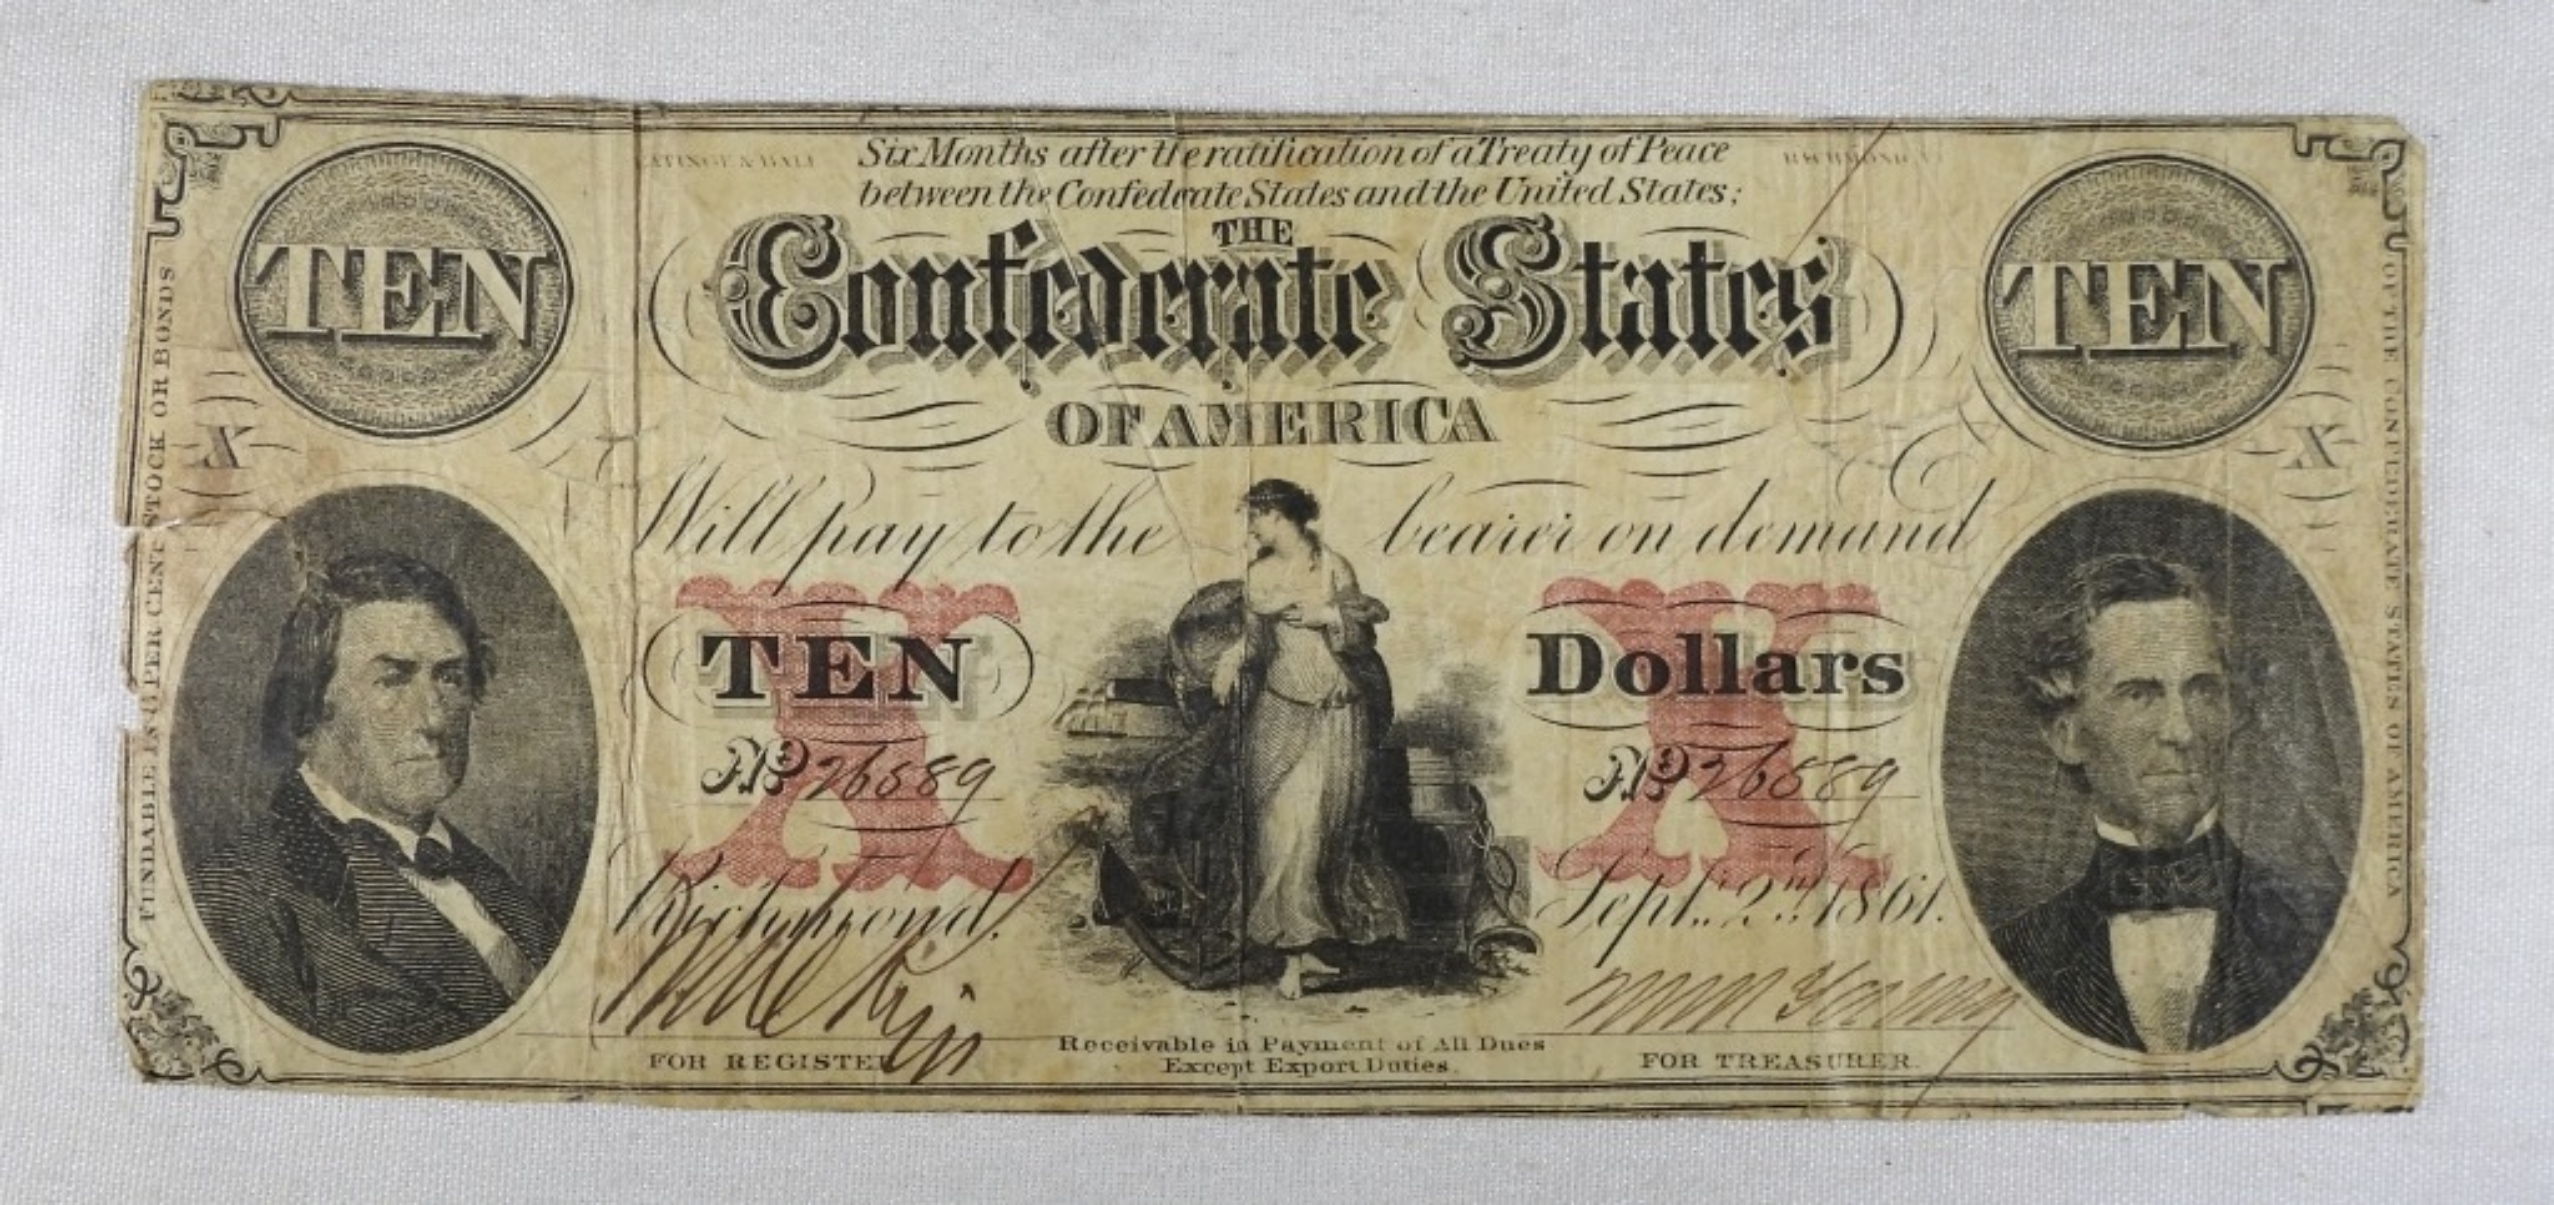 Six Months after the ratification of a Treaty of Peace
between the Confederate States and the United States;
TEN
THE
Confederate States
OF AMERICA
TEN
X
X
Will pay to the bearer on demand
X
X
TEN
Dollars
No 26889
No 26889
Richmond,
Sept. 2nd 1861.
FOR REGISTER
Receivable in Payment of All Dues
Except Export Duties.
FOR TREASURER.
FUNDABLE IN 8 PER CENT STOCK OR BONDS
OF THE CONFEDERATE STATES OF AMERICA